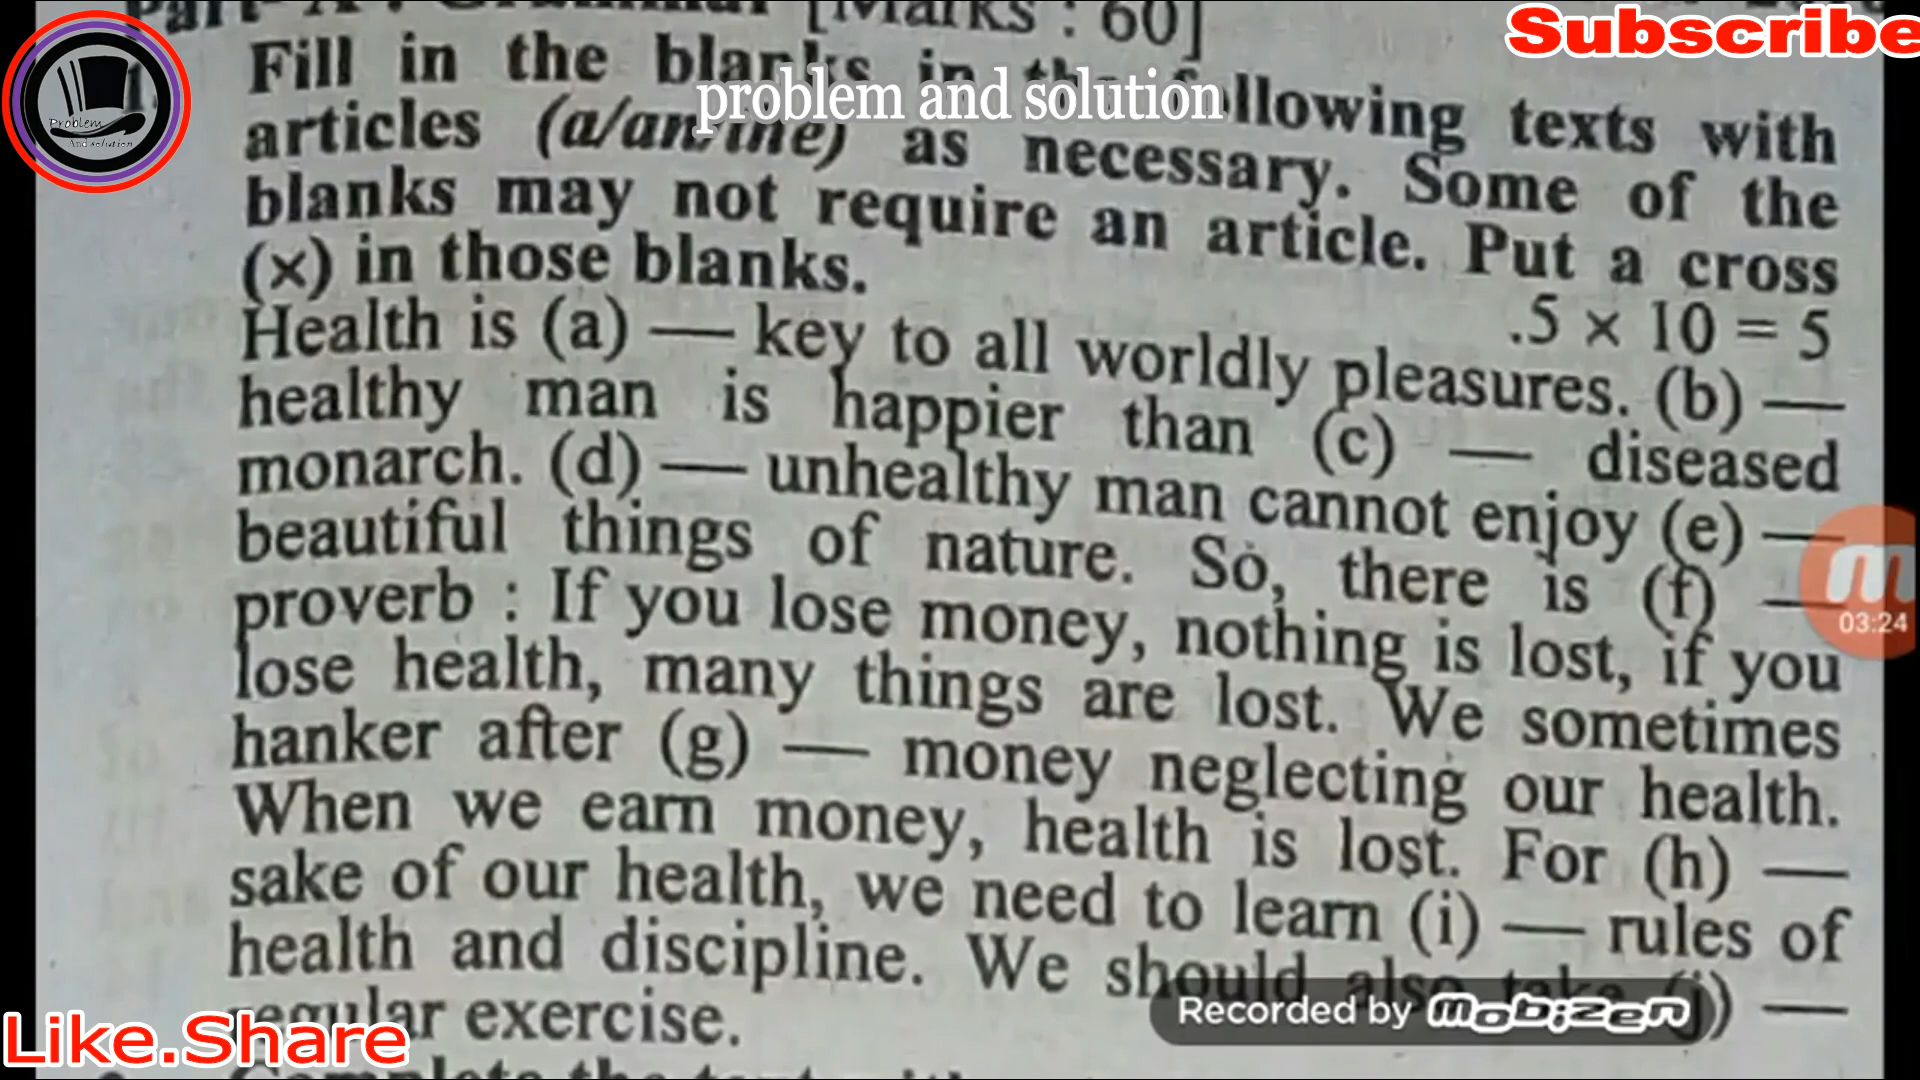 Part-A : Grammar [Marks : 60]
Subscribe
problem and solution
Problem
And solution
1. Fill in the blanks in the following texts with
articles (a/an/the) as necessary. Some of the
blanks may not require an article. Put a cross
(×) in those blanks.
.5 × 10 = 5
Health is (a) — key to all worldly pleasures. (b) —
healthy man is happier than (c) — diseased
monarch. (d) — unhealthy man cannot enjoy (e) —
beautiful things of nature. So, there is (f) —
proverb : If you lose money, nothing is lost, if you
lose health, many things are lost. We sometimes
hanker after (g) — money neglecting our health.
When we earn money, health is lost. For (h) —
sake of our health, we need to learn (i) — rules of
health and discipline. We should also take (j) —
regular exercise.
03:24
Recorded by mobizen
Like.Share